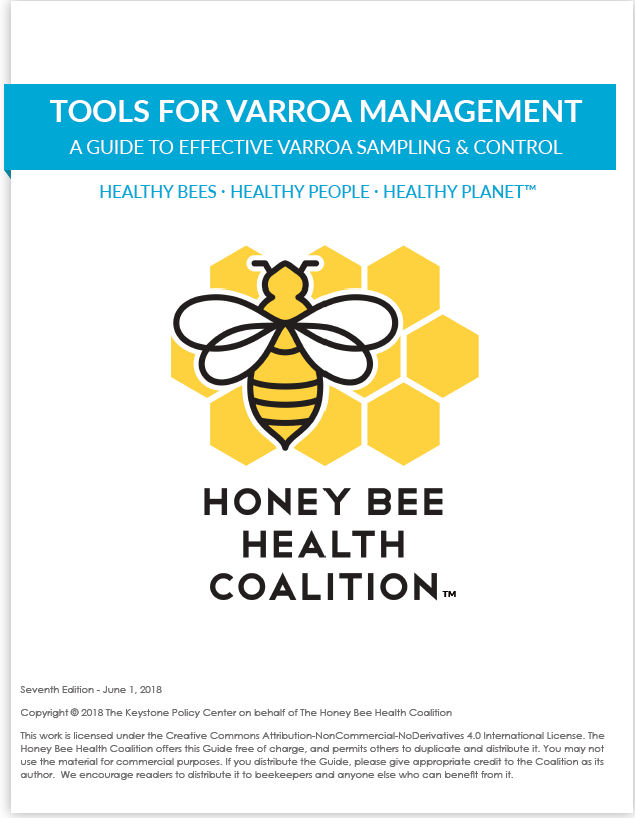 TOOLS FOR VARROA MANAGEMENT
A GUIDE TO EFFECTIVE VARROA SAMPLING & CONTROL
HEALTHY BEES · HEALTHY PEOPLE · HEALTHY PLANET™
HONEY BEE
HEALTH
COALITION™
Seventh Edition - June 1, 2018
Copyright © 2018 The Keystone Policy Center on behalf of The Honey Bee Health Coalition
This work is licensed under the Creative Commons Attribution-NonCommercial-NoDerivatives 4.0 International License. The
Honey Bee Health Coalition offers this Guide free of charge, and permits others to duplicate and distribute it. You may not
use the material for commercial purposes. If you distribute the Guide, please give appropriate credit to the Coalition as its
author.  We encourage readers to distribute it to beekeepers and anyone else who can benefit from it.